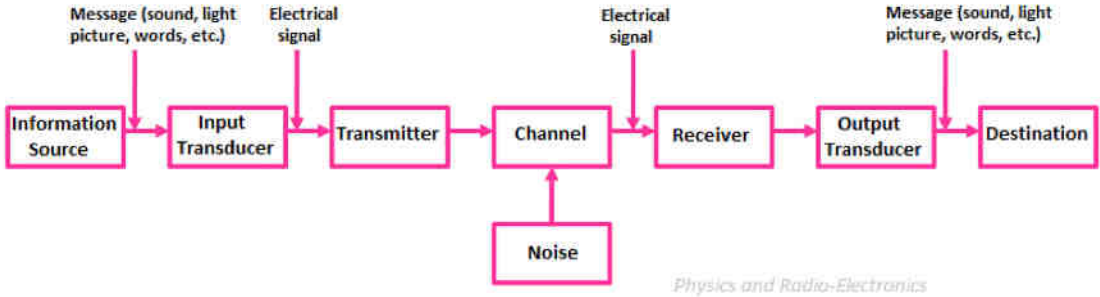 Message (sound, light
picture, words, etc.)
Electrical
signal
Electrical
signal
Message (sound, light
picture, words, etc.)
Information
Source
Input
Transducer
Transmitter
Channel
Receiver
Output
Transducer
Destination
Noise
Physics and Radio-Electronics